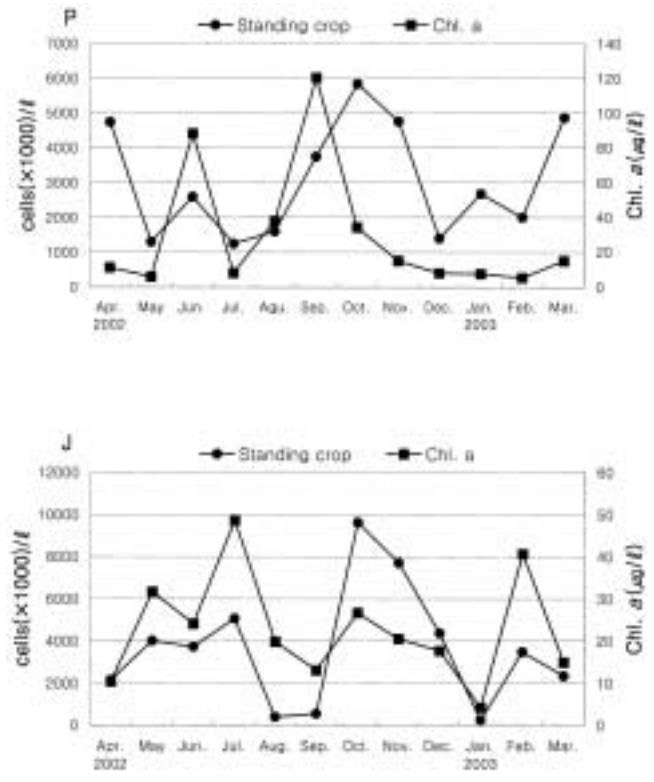 P
Standing crop Chl. a
7000 140
6000 120
5000 100
4000 80
3000 60
2000 40
1000 20
0 0
cells(×1000)/ℓ
Chl. a (μg/ℓ)
Apr. May Jun. Jul. Agu. Sep. Oct. Nov. Dec. Jan. Feb. Mar.
2002 2003
J
Standing crop Chl. a
12000 60
10000 50
8000 40
6000 30
4000 20
2000 10
0 0
cells(×1000)/ℓ
Chl. a (μg/ℓ)
Apr. May Jun. Jul. Aug. Sep. Oct. Nov. Dec. Jan. Feb. Mar.
2002 2003